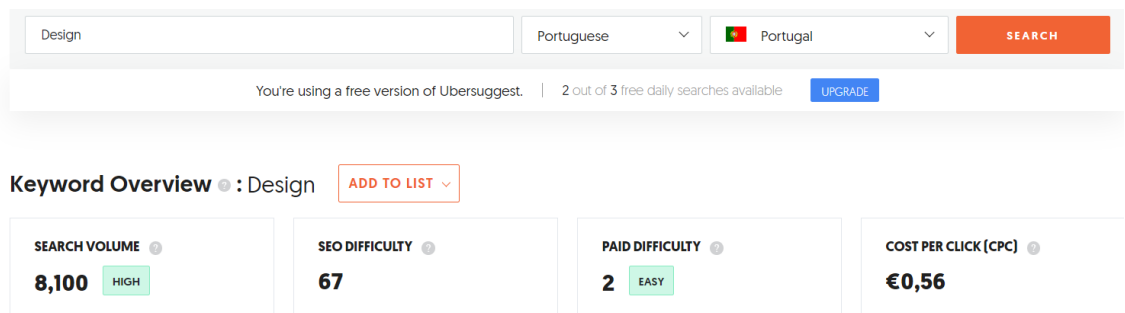 Design Portuguese Portugal SEARCH
You're using a free version of Ubersuggest. 2 out of 3 free daily searches available UPGRADE
Keyword Overview ? : Design ADD TO LIST
SEARCH VOLUME ? SEO DIFFICULTY ? PAID DIFFICULTY ? COST PER CLICK (CPC) ?
8,100 HIGH 67 2 EASY €0,56